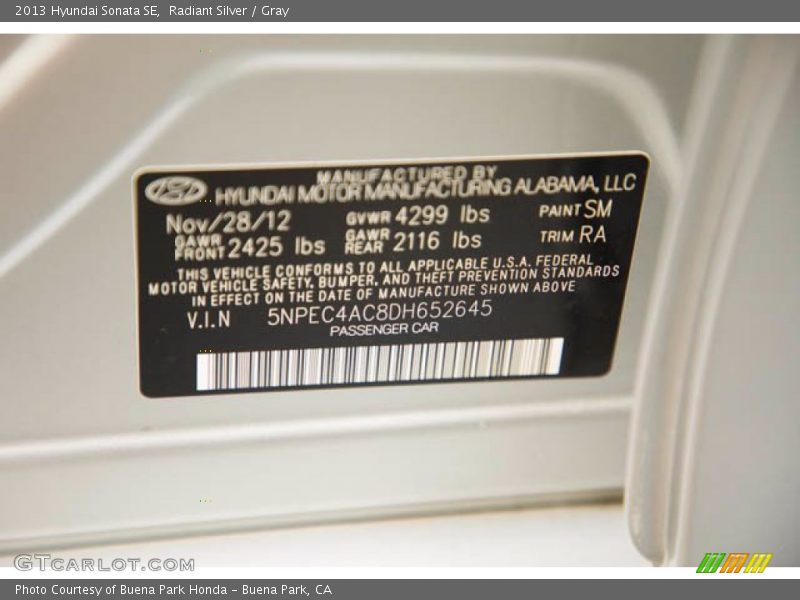 2013 Hyundai Sonata SE,  Radiant Silver / Gray
MANUFACTURED BY
HYUNDAI MOTOR MANUFACTURING ALABAMA, LLC
Nov/28/12 GVWR 4299 lbs PAINT SM
GAWR FRONT 2425 lbs GAWR REAR 2116 lbs TRIM RA
THIS VEHICLE CONFORMS TO ALL APPLICABLE U.S.A. FEDERAL
MOTOR VEHICLE SAFETY, BUMPER, AND THEFT PREVENTION STANDARDS
IN EFFECT ON THE DATE OF MANUFACTURE SHOWN ABOVE
V.I.N 5NPEC4AC8DH652645
PASSENGER CAR
GTCARLOT.COM
Photo Courtesy of Buena Park Honda - Buena Park, CA